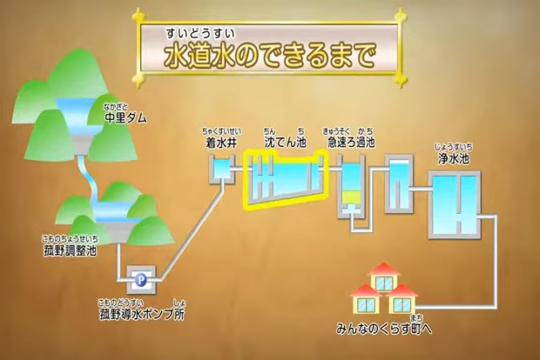 すいどうすい
水道水のできるまで
なかざと
中里ダム
ちゃくすいせい
着水井
ちん ち
沈でん池
きゅうそく か ち
急速ろ過池
じょうすいち
浄水池
こものちょうせいち
菰野調整池
P
こものどうすい しょ
菰野導水ポンプ所
まち
みんなのくらす町へ